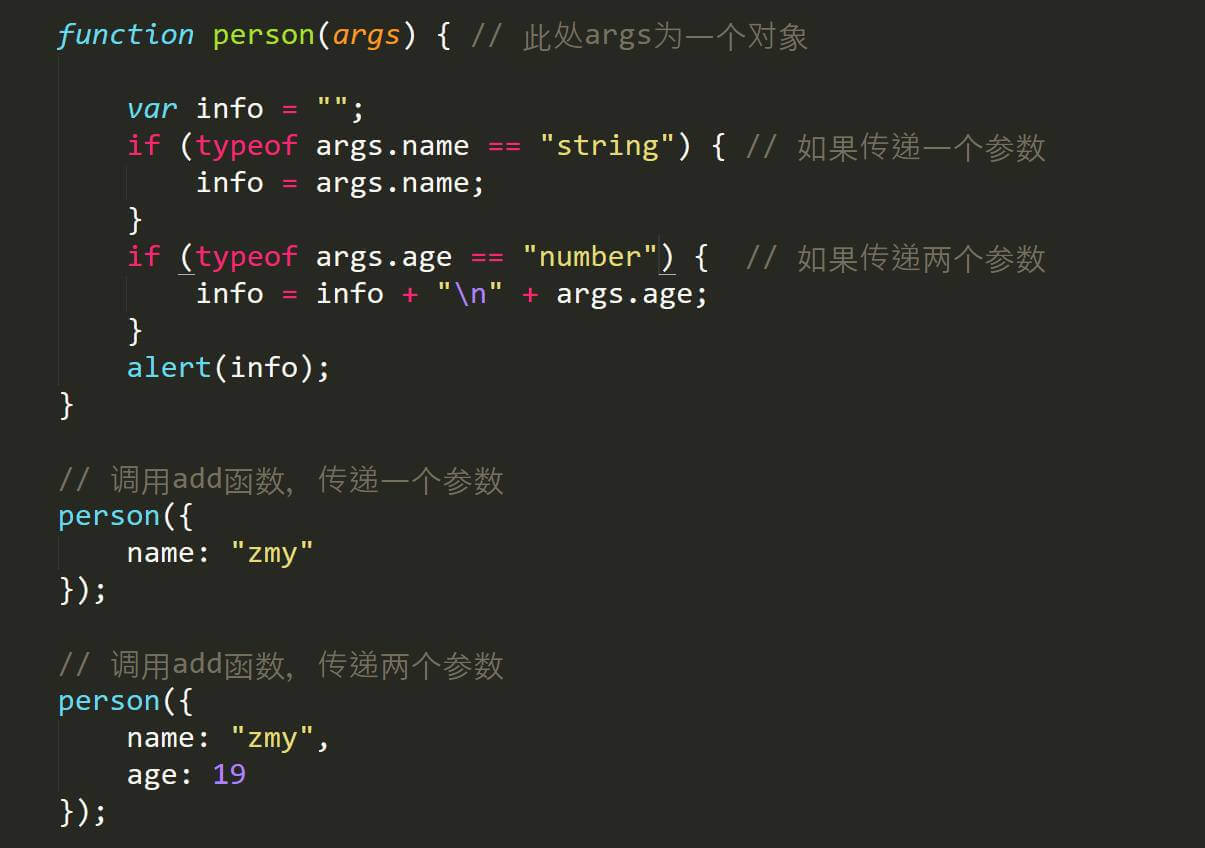 function person(args) { // 此处args为一个对象
var info = "";
if (typeof args.name == "string") { // 如果传递一个参数
info = args.name;
}
if (typeof args.age == "number") {  // 如果传递两个参数
info = info + "\n" + args.age;
}
alert(info);
}
// 调用add函数，传递一个参数
person({
name: "zmy"
});
// 调用add函数，传递两个参数
person({
name: "zmy",
age: 19
});